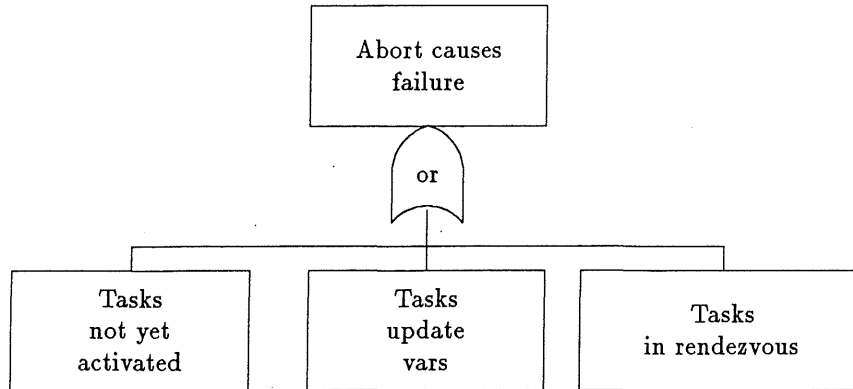 Abort causes
failure
or
Tasks
not yet
activated
Tasks
update
vars
Tasks
in rendezvous